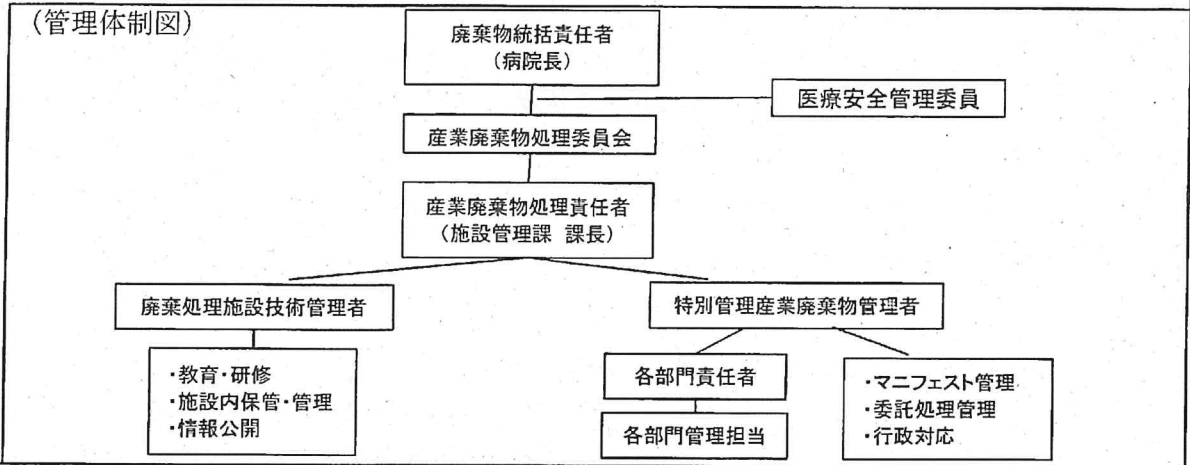 (管理体制図)
廃棄物統括責任者
(病院長)
医療安全管理委員
産業廃棄物処理委員会
産業廃棄物処理責任者
(施設管理課 課長)
廃棄処理施設技術管理者
特別管理産業廃棄物管理者
・教育・研修
・施設内保管・管理
・情報公開
各部門責任者
各部門管理担当
・マニフェスト管理
・委託処理管理
・行政対応